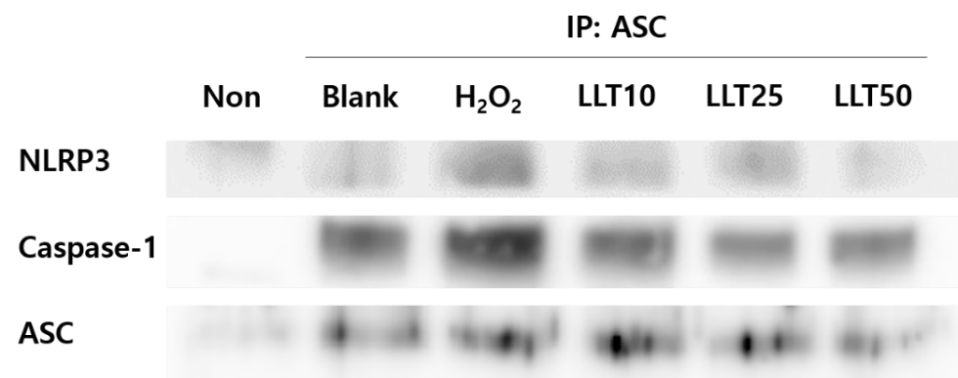 IP: ASC
Non Blank H₂O₂ LLT10 LLT25 LLT50
NLRP3
Caspase-1
ASC